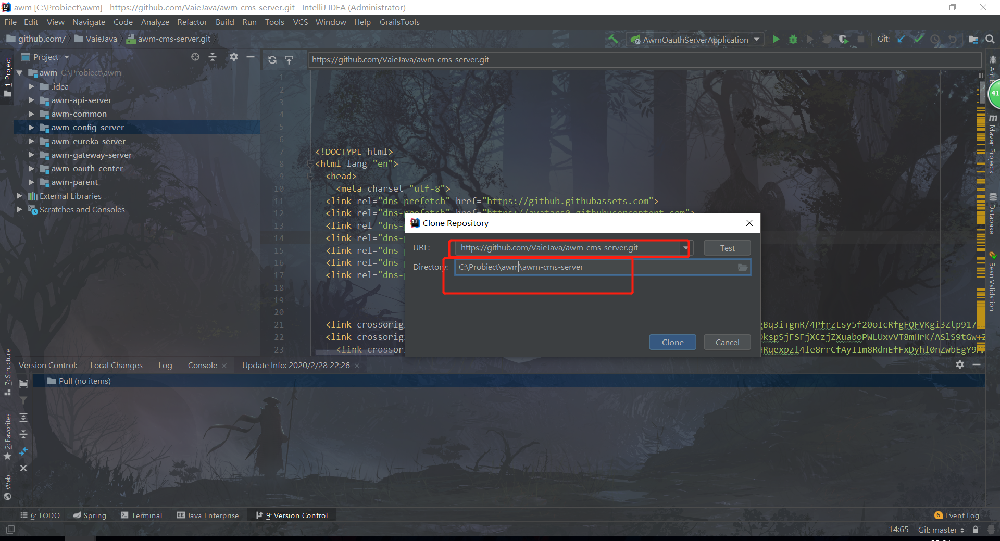 awm [C:\Probiect\awm] - https://github.com/VaieJava/awm-cms-server.git - IntelliJ IDEA (Administrator)
File Edit View Navigate Code Analyze Refactor Build Run Tools VCS Window Help GrailsTools
github.com/ VaieJava awm-cms-server.git
AwmOauthServerApplication
Git:
Project
https://github.com/VaieJava/awm-cms-server.git
1: Project
awm C:\Probiect\awm
.idea
awm-api-server
awm-common
awm-config-server
awm-eureka-server
awm-gateway-server
awm-oauth-center
awm-parent
External Libraries
Scratches and Consoles
1
2
3
4
5
6
7 <!DOCTYPE html>
8 <html lang="en">
9 <head>
10 <meta charset="utf-8">
11 <link rel="dns-prefetch" href="https://github.githubassets.com">
12 <link rel="dns-prefetch" href="https://avatars0.githubusercontent.com">
13 <link rel="dns-p
14 <link rel="dns-p
15 <link rel="dns-p
16 <link rel="dns-p
17 <link rel="dns-p
18
19
20
21 <link crossorig gBq3i+gnR/4PfrzLsy5f20oIcRfgFQFVKgi3Ztp917
22 <link crossorig
23 <link crossori
Clone Repository
URL: https://github.com/VaieJava/awm-cms-server.git Test
Directory: C:\Probiect\awm\awm-cms-server
Clone Cancel
41
Ant B
Maven Projects
Database
Bean Validation
7: Structure
2: Favorites
Web
Version Control: Local Changes Log Console Update Info: 2020/2/28 22:26
Pull (no items)
6: TODO Spring Terminal Java Enterprise 9: Version Control
6 Event Log
14:65 Git: master